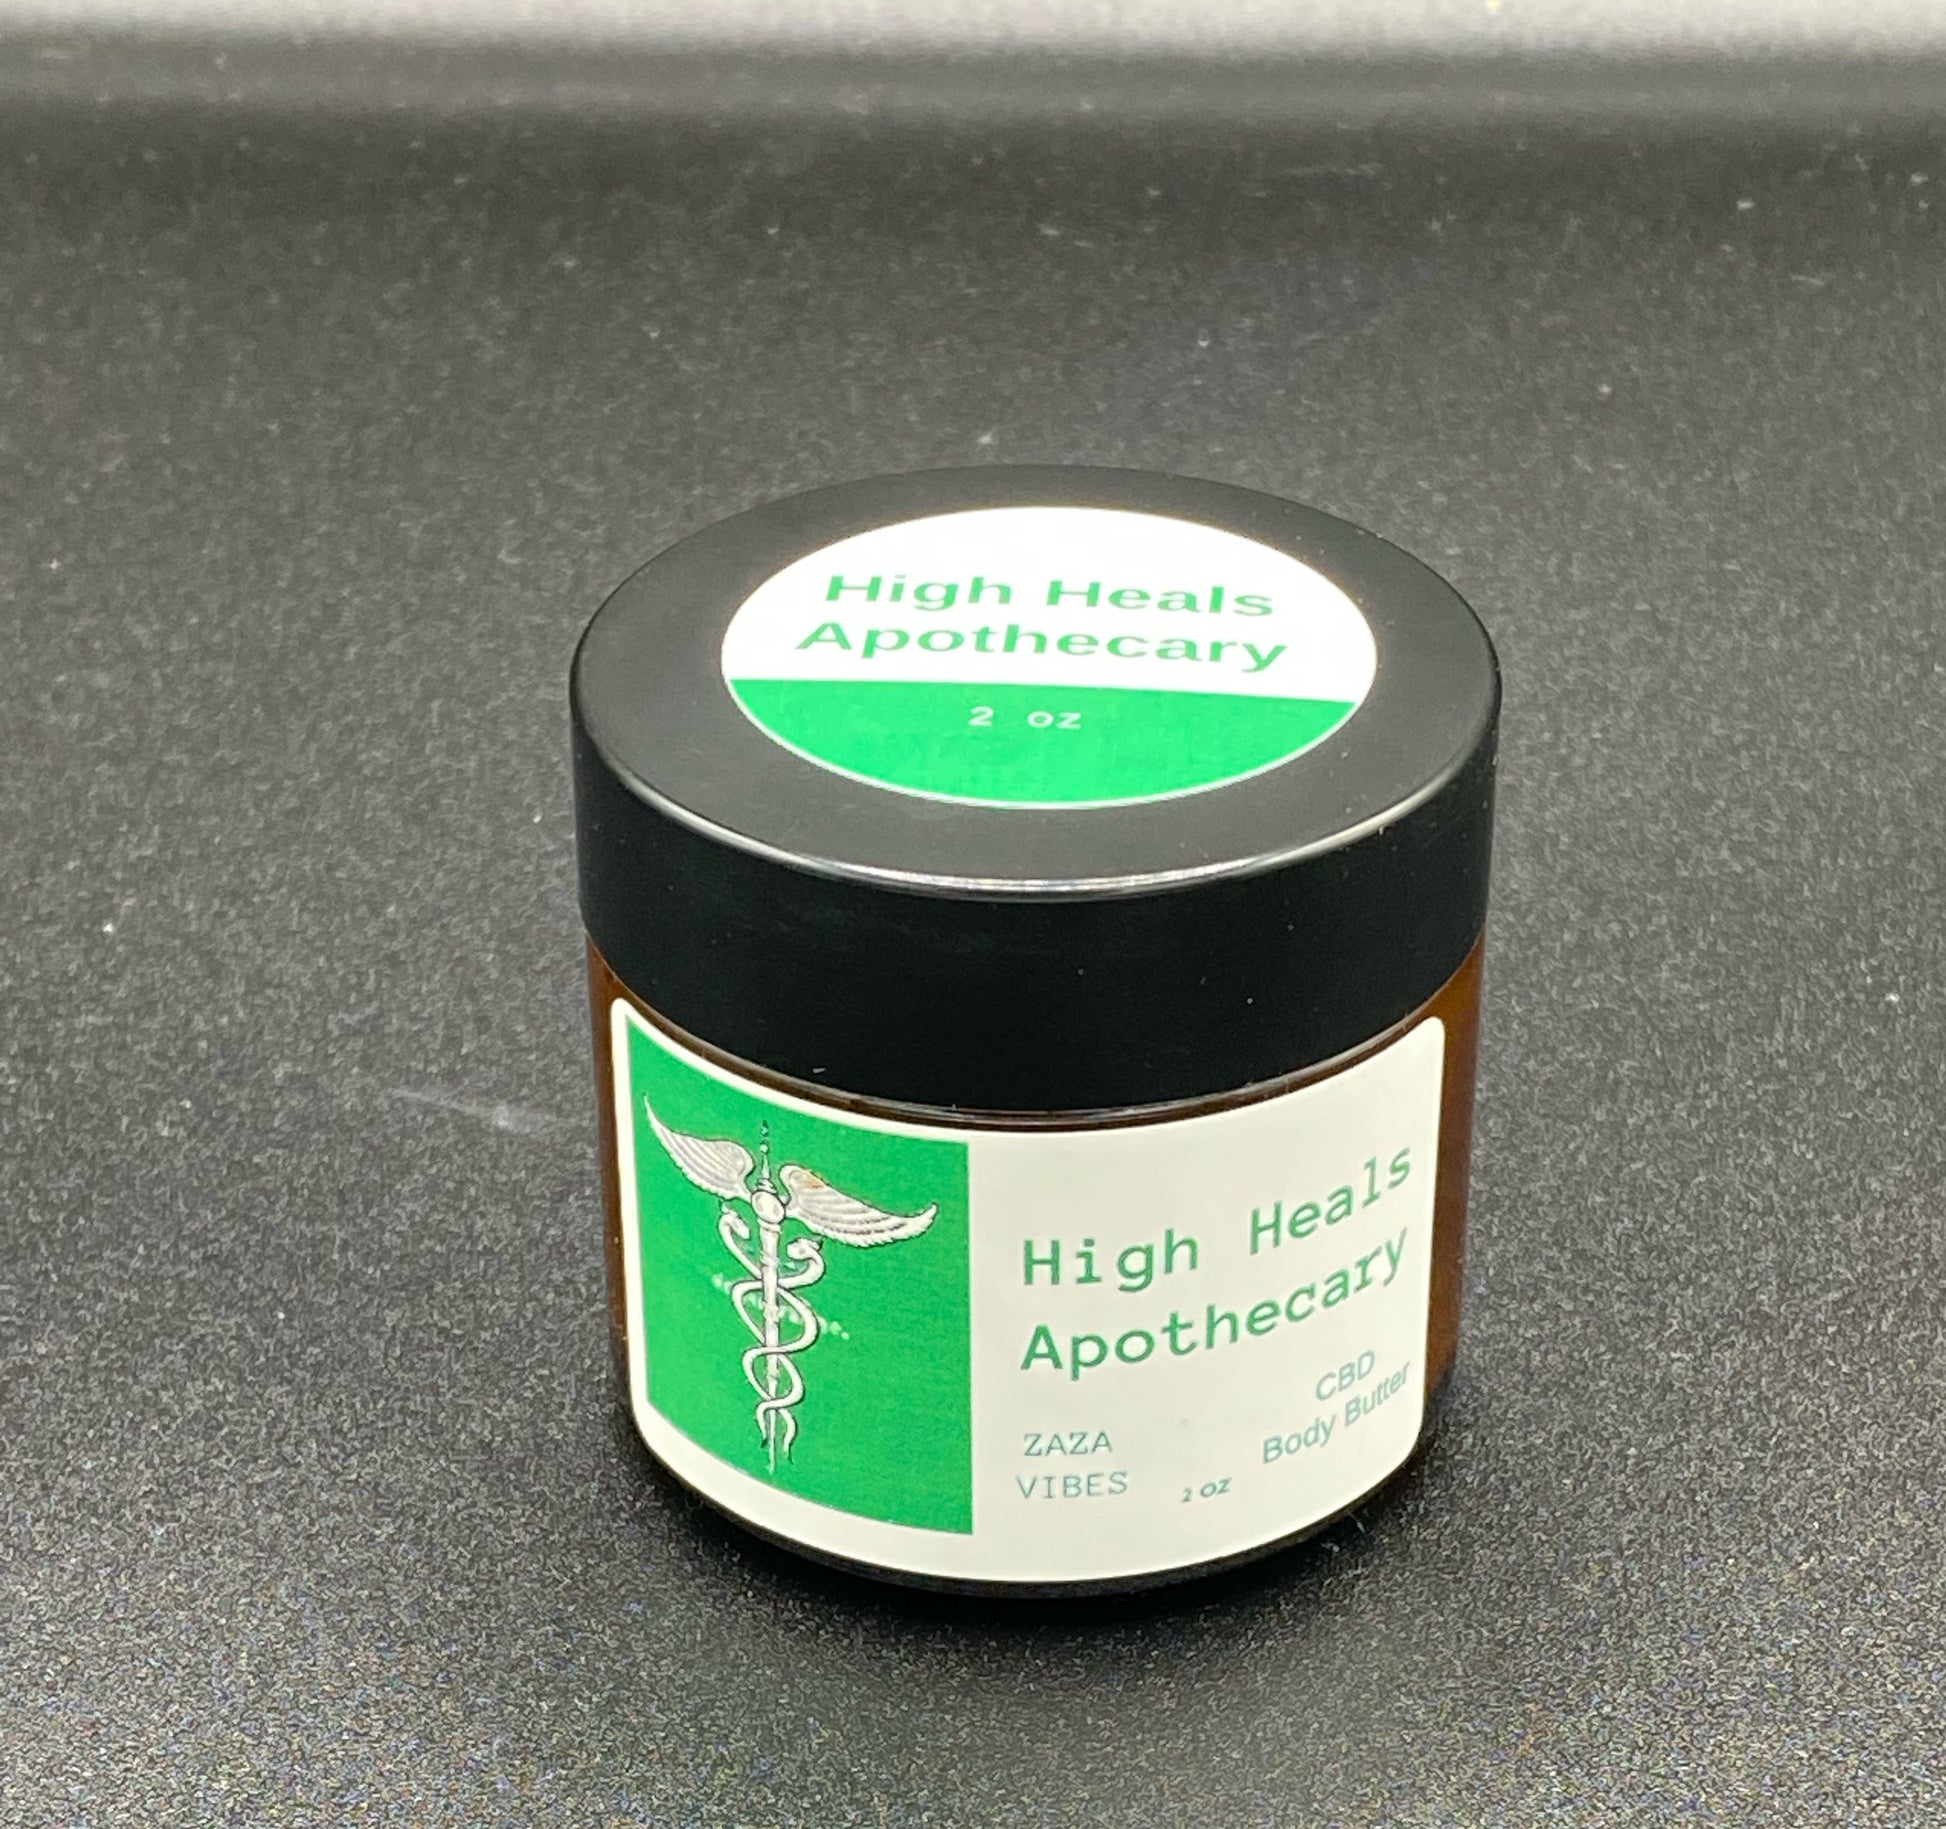 High Heals
Apothecary
2 oz
High Heals
Apothecary
CBD
Body Butter
ZAZA
VIBES
2 oz